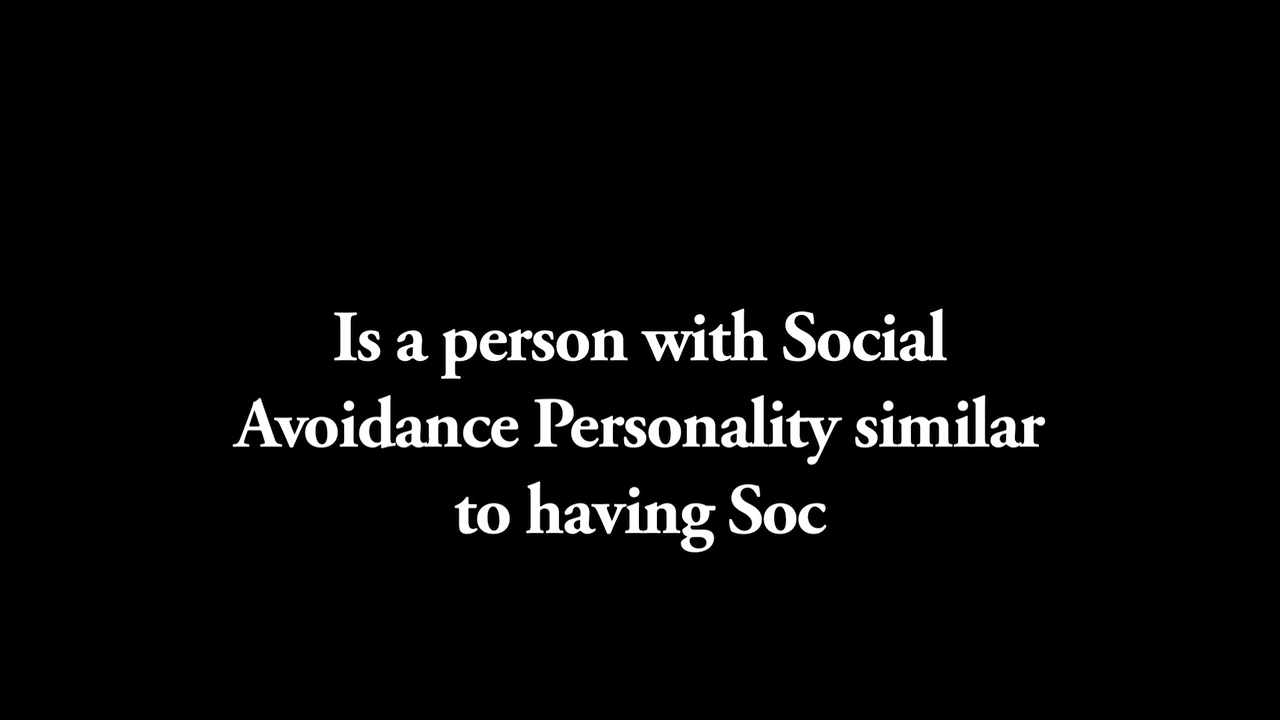 Is a person with Social
Avoidance Personality similar
to having Soc